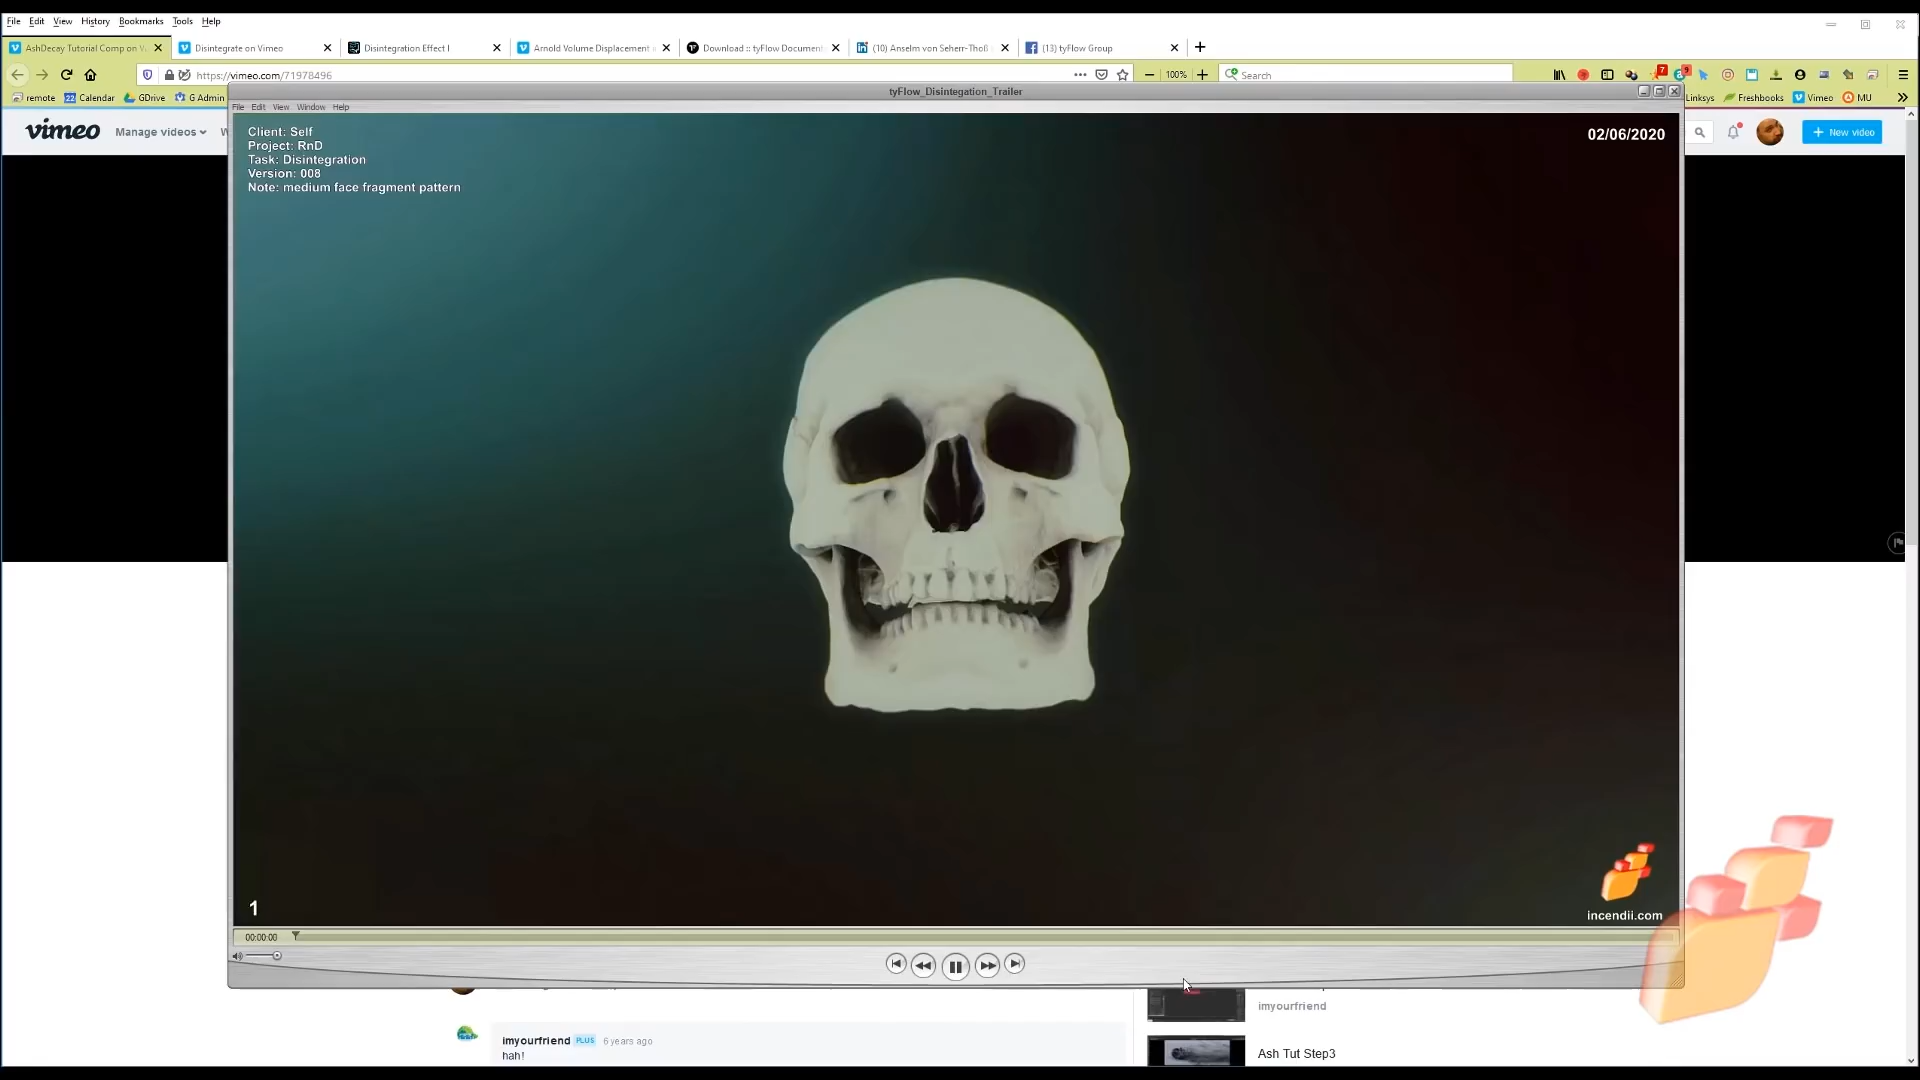 File Edit View History Bookmarks Tools Help
AshDecay Tutorial Comp on V
Disintegrate on Vimeo
Disintegration Effect I
Arnold Volume Displacement
Download :: tyFlow Document
(10) Anselm von Seherr-Thoß
(13) tyFlow Group
https://vimeo.com/71978496
100%
Search
7
9
remote
22 Calendar
GDrive
G Admin
Linksys
Freshbooks
Vimeo
MU
tyFlow_Disintegation_Trailer
File Edit View Window Help
vimeo
Manage videos
New video
Client: Self
Project: RnD
Task: Disintegration
Version: 008
Note: medium face fragment pattern
02/06/2020
1
incendii.com
00:00:00
imyourfriend
imyourfriend PLUS 6 years ago
hah!
Ash Tut Step3